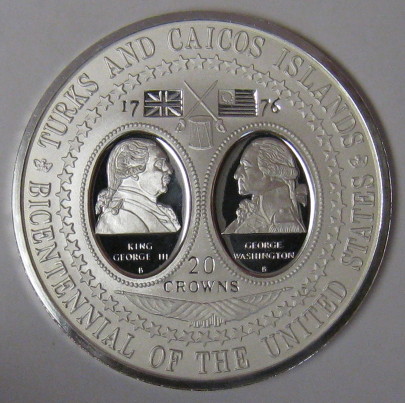 TURKS AND CAICOS ISLANDS
17 76
KING
GEORGE III
B
GEORGE
WASHINGTON
B
20
CROWNS
BICENTENNIAL OF THE UNITED STATES